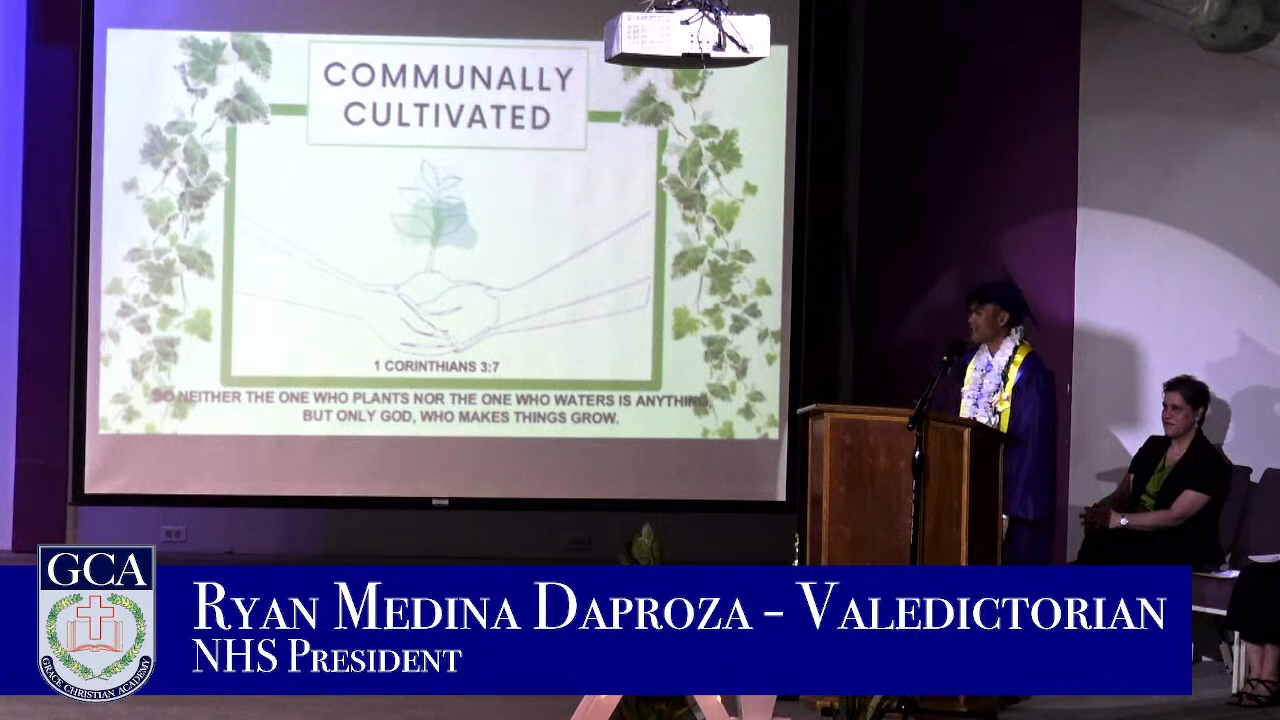 COMMUNALLY
CULTIVATED
1 CORINTHIANS 3:7
SO NEITHER THE ONE WHO PLANTS NOR THE ONE WHO WATERS IS ANYTHING,
BUT ONLY GOD, WHO MAKES THINGS GROW.
GCA
GRACE CHRISTIAN ACADEMY
Ryan Medina Daproza - Valedictorian
NHS President